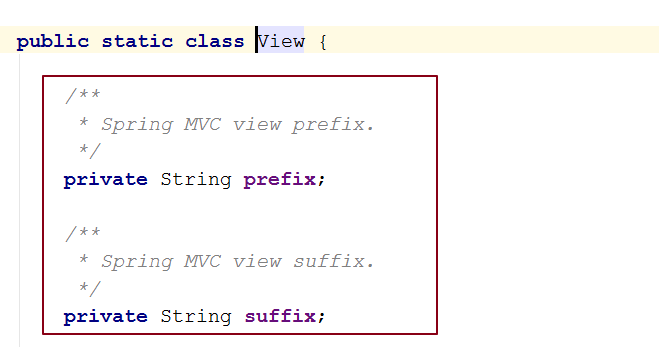 public static class View {
/**
* Spring MVC view prefix.
*/
private String prefix;
/**
* Spring MVC view suffix.
*/
private String suffix;